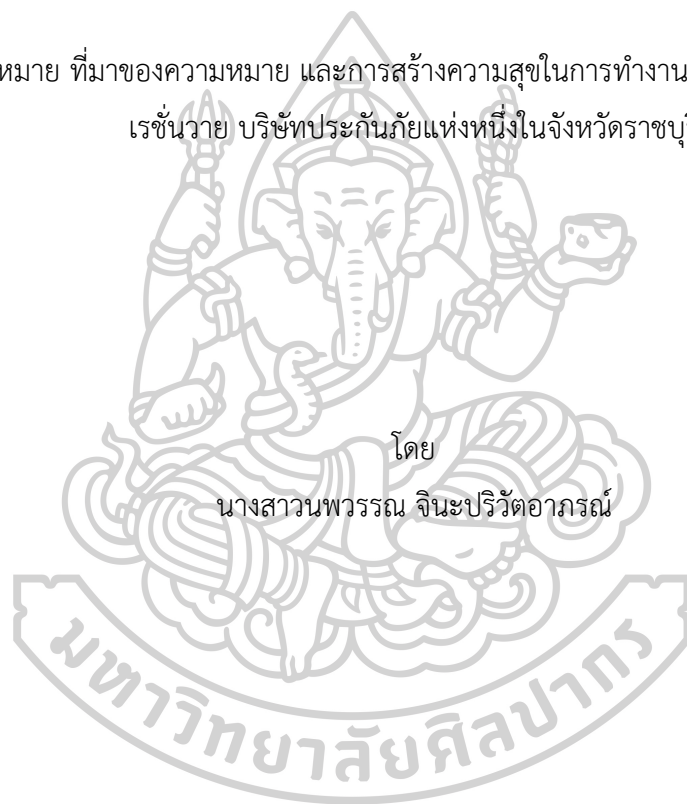 หมาย ที่มาของความหมาย และการสร้างความสุขในการทำงาน
เรชั่นวาย บริษัทประกันภัยแห่งหนึ่งในจังหวัดราชบุ
โดย
นางสาวนพวรรณ จินะปริวัตอาภรณ์
มหาวิทยาลัยศิลปากร